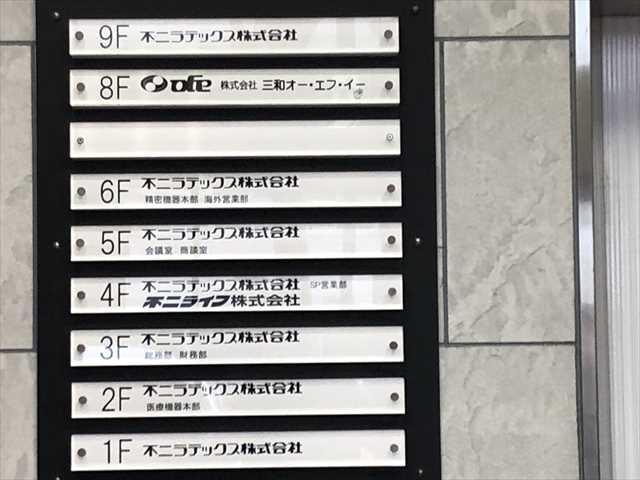 9F 不二ラテックス株式会社
8F ofe 株式会社 三和オー・エフ・イー
6F 不二ラテックス株式会社
精密機器本部 海外営業部
5F 不二ラテックス株式会社
会議室 商談室
4F 不二ラテックス株式会社 SP営業部
不二ライフ株式会社
3F 不二ラテックス株式会社
総務部 財務部
2F 不二ラテックス株式会社
医療機器本部
1F 不二ラテックス株式会社